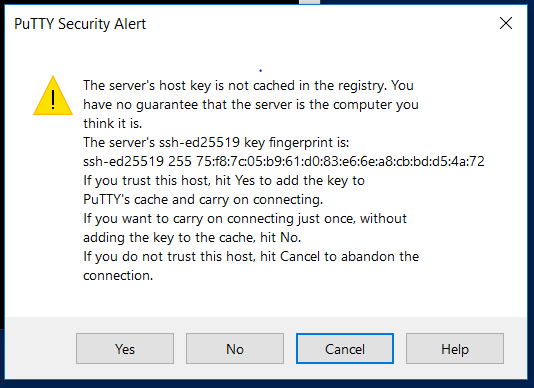 PuTTY Security Alert
The server's host key is not cached in the registry. You
have no guarantee that the server is the computer you
think it is.
The server's ssh-ed25519 key fingerprint is:
ssh-ed25519 255 75:f8:7c:05:b9:61:d0:83:e6:6e:a8:cb:bd:d5:4a:72
If you trust this host, hit Yes to add the key to
PuTTY's cache and carry on connecting.
If you want to carry on connecting just once, without
adding the key to the cache, hit No.
If you do not trust this host, hit Cancel to abandon the
connection.
Yes No Cancel Help